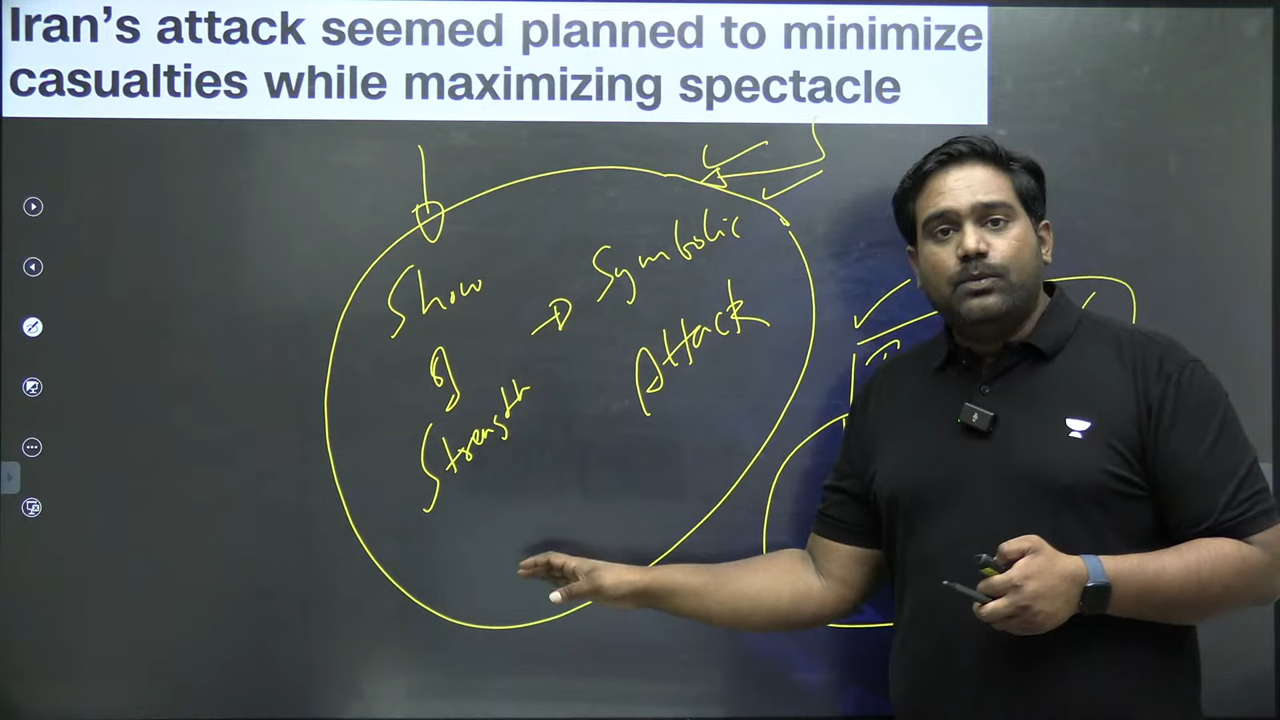 Iran's attack seemed planned to minimize
casualties while maximizing spectacle
Show
of
Strength
Symbolic
Attack